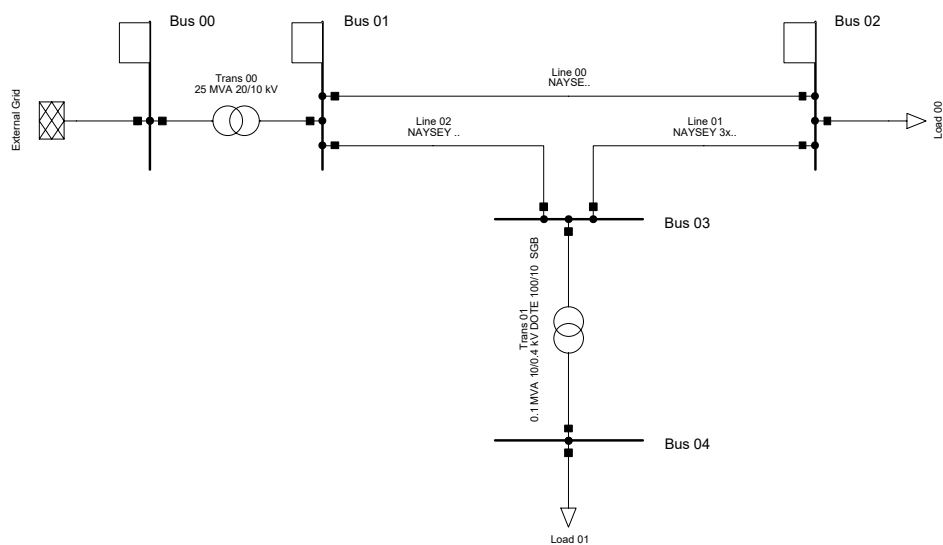 Bus 00
Bus 01
Bus 02
Trans 00
25 MVA 20/10 kV
Line 00
NAYSE..
External Grid
Line 02
NAYSEY ..
Line 01
NAYSEY 3x..
Load 00
Bus 03
Trans 01
0.1 MVA 10/0.4 kV DOTE 100/10  SGB
Bus 04
Load 01